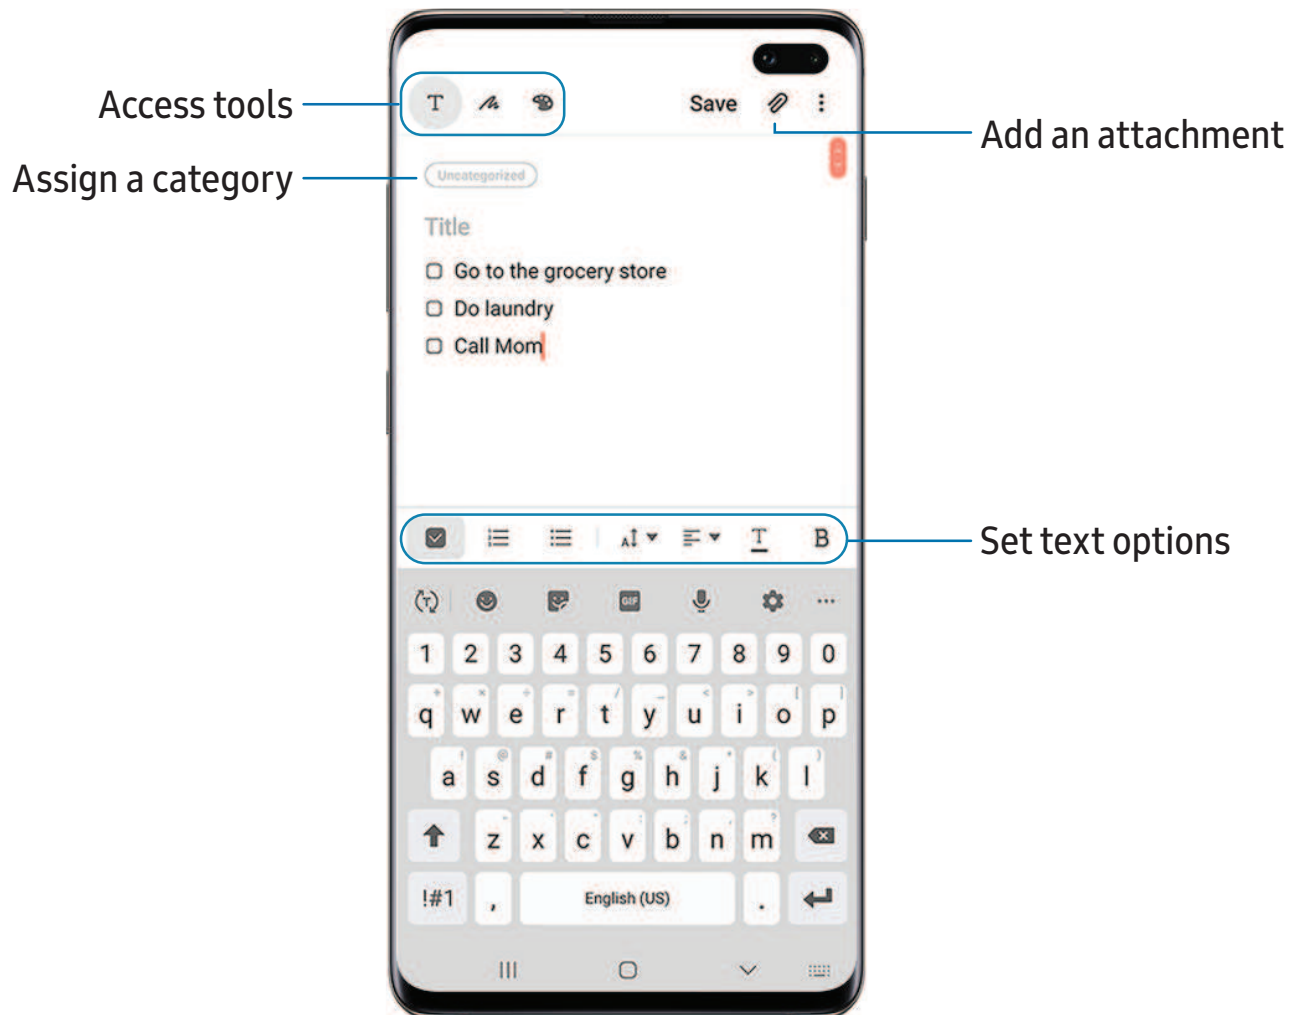 Access tools
T
Save
Add an attachment
Assign a category
Uncategorized
Title
Go to the grocery store
Do laundry
Call Mom
A T B
Set text options
T GIF
1 2 3 4 5 6 7 8 9 0
q w e r t y u i o p
a s d f g h j k l
z x c v b n m
!#1 , English (US) .